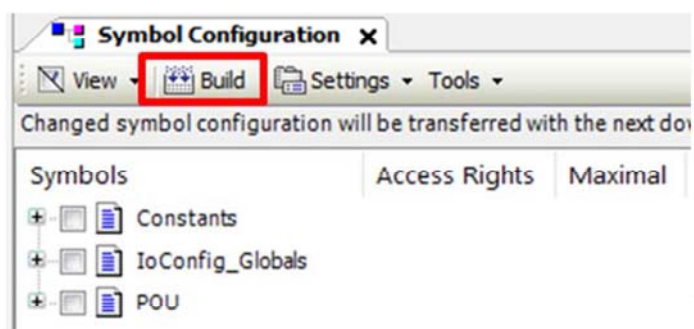 Symbol Configuration
View Build Settings Tools
Changed symbol configuration will be transferred with the next
Symbols Access Rights Maximal
Constants
IoConfig_Globals
POU